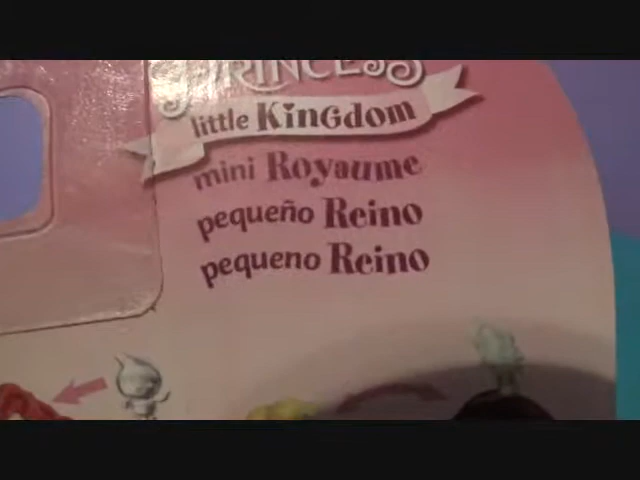 PRINCESS
little Kingdom
mini Royaume
pequeño Reino
pequeno Reino